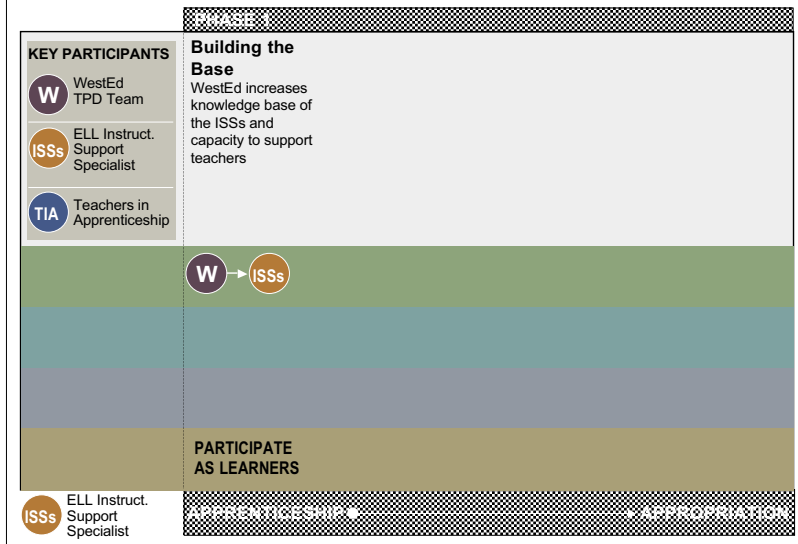 PHASE 1
KEY PARTICIPANTS
W
WestEd
TPD Team
ISSs
ELL Instruct.
Support
Specialist
TIA
Teachers in
Apprenticeship
Building the
Base
WestEd increases
knowledge base of
the ISSs and
capacity to support
teachers
W
ISSs
PARTICIPATE
AS LEARNERS
ISSs
ELL Instruct.
Support
Specialist
APPRENTICESHIP
APPROPRIATION